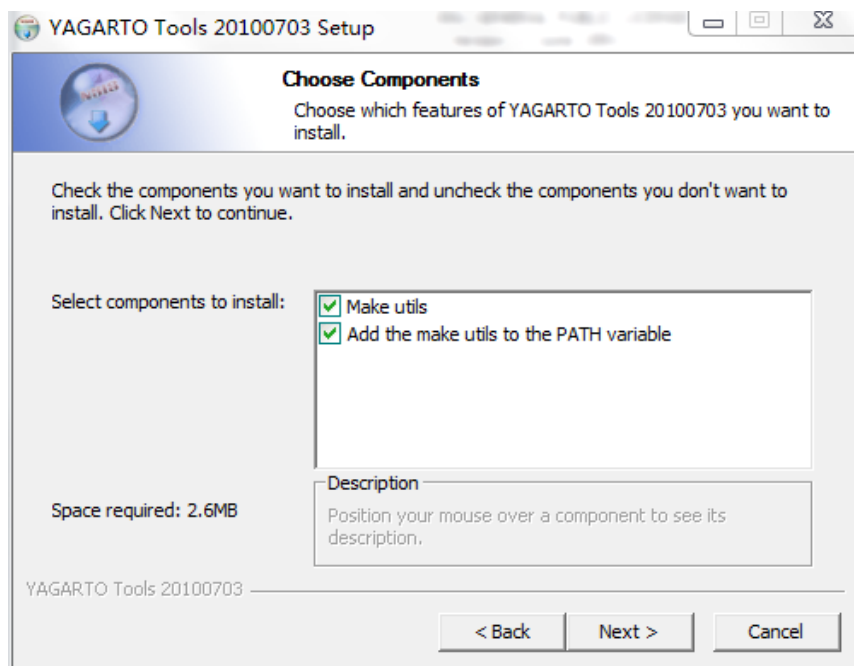 YAGARTO Tools 20100703 Setup
Choose Components
Choose which features of YAGARTO Tools 20100703 you want to
install.
Check the components you want to install and uncheck the components you don't want to
install. Click Next to continue.
Select components to install:
Make utils
Add the make utils to the PATH variable
Space required: 2.6MB
Description
Position your mouse over a component to see its
description.
YAGARTO Tools 20100703
< Back
Next >
Cancel